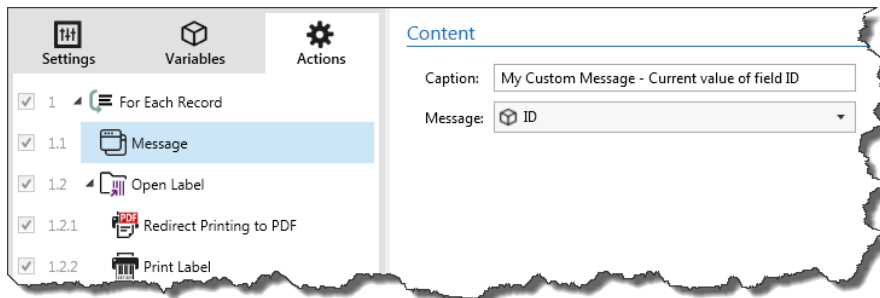 Settings
Variables
Actions
1 For Each Record
1.1 Message
1.2 Open Label
1.2.1 PDF Redirect Printing to PDF
1.2.2 Print Label
Content
Caption: My Custom Message - Current value of field ID
Message: ID